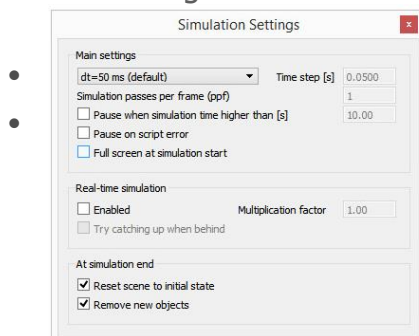 Simulation Settings
x
Main settings
dt=50 ms (default) Time step [s] 0.0500
Simulation passes per frame (ppf) 1
Pause when simulation time higher than [s] 10.00
Pause on script error
Full screen at simulation start
Real-time simulation
Enabled Multiplication factor 1.00
Try catching up when behind
At simulation end
Reset scene to initial state
Remove new objects